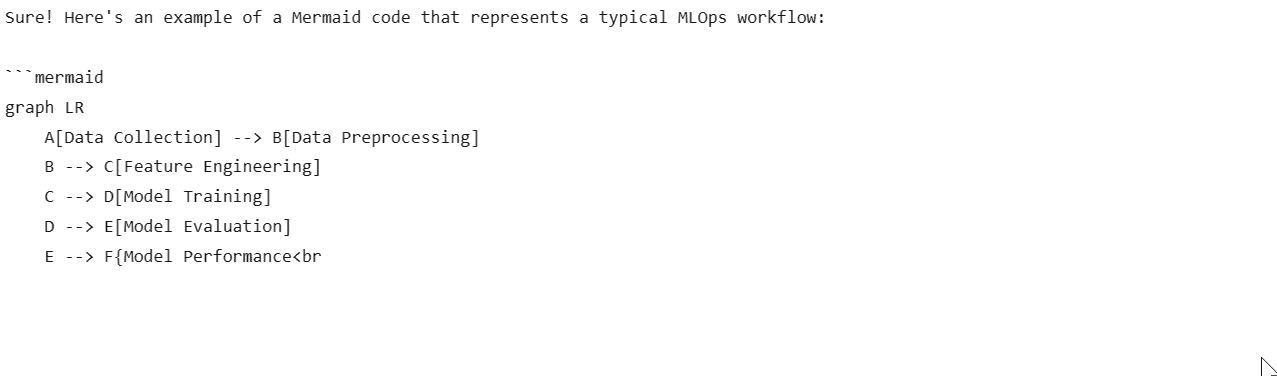 Sure! Here's an example of a Mermaid code that represents a typical MLOps workflow:
```mermaid
graph LR
    A[Data Collection] --> B[Data Preprocessing]
    B --> C[Feature Engineering]
    C --> D[Model Training]
    D --> E[Model Evaluation]
    E --> F{Model Performance<br